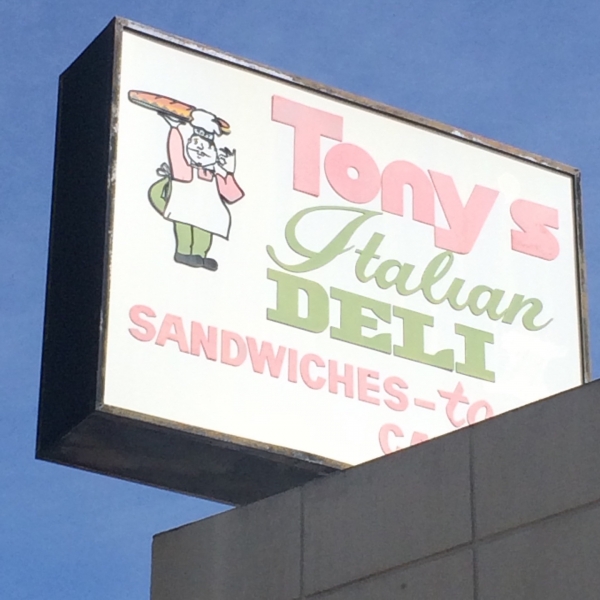 Tony s
Italian
DELI
SANDWICHES-to